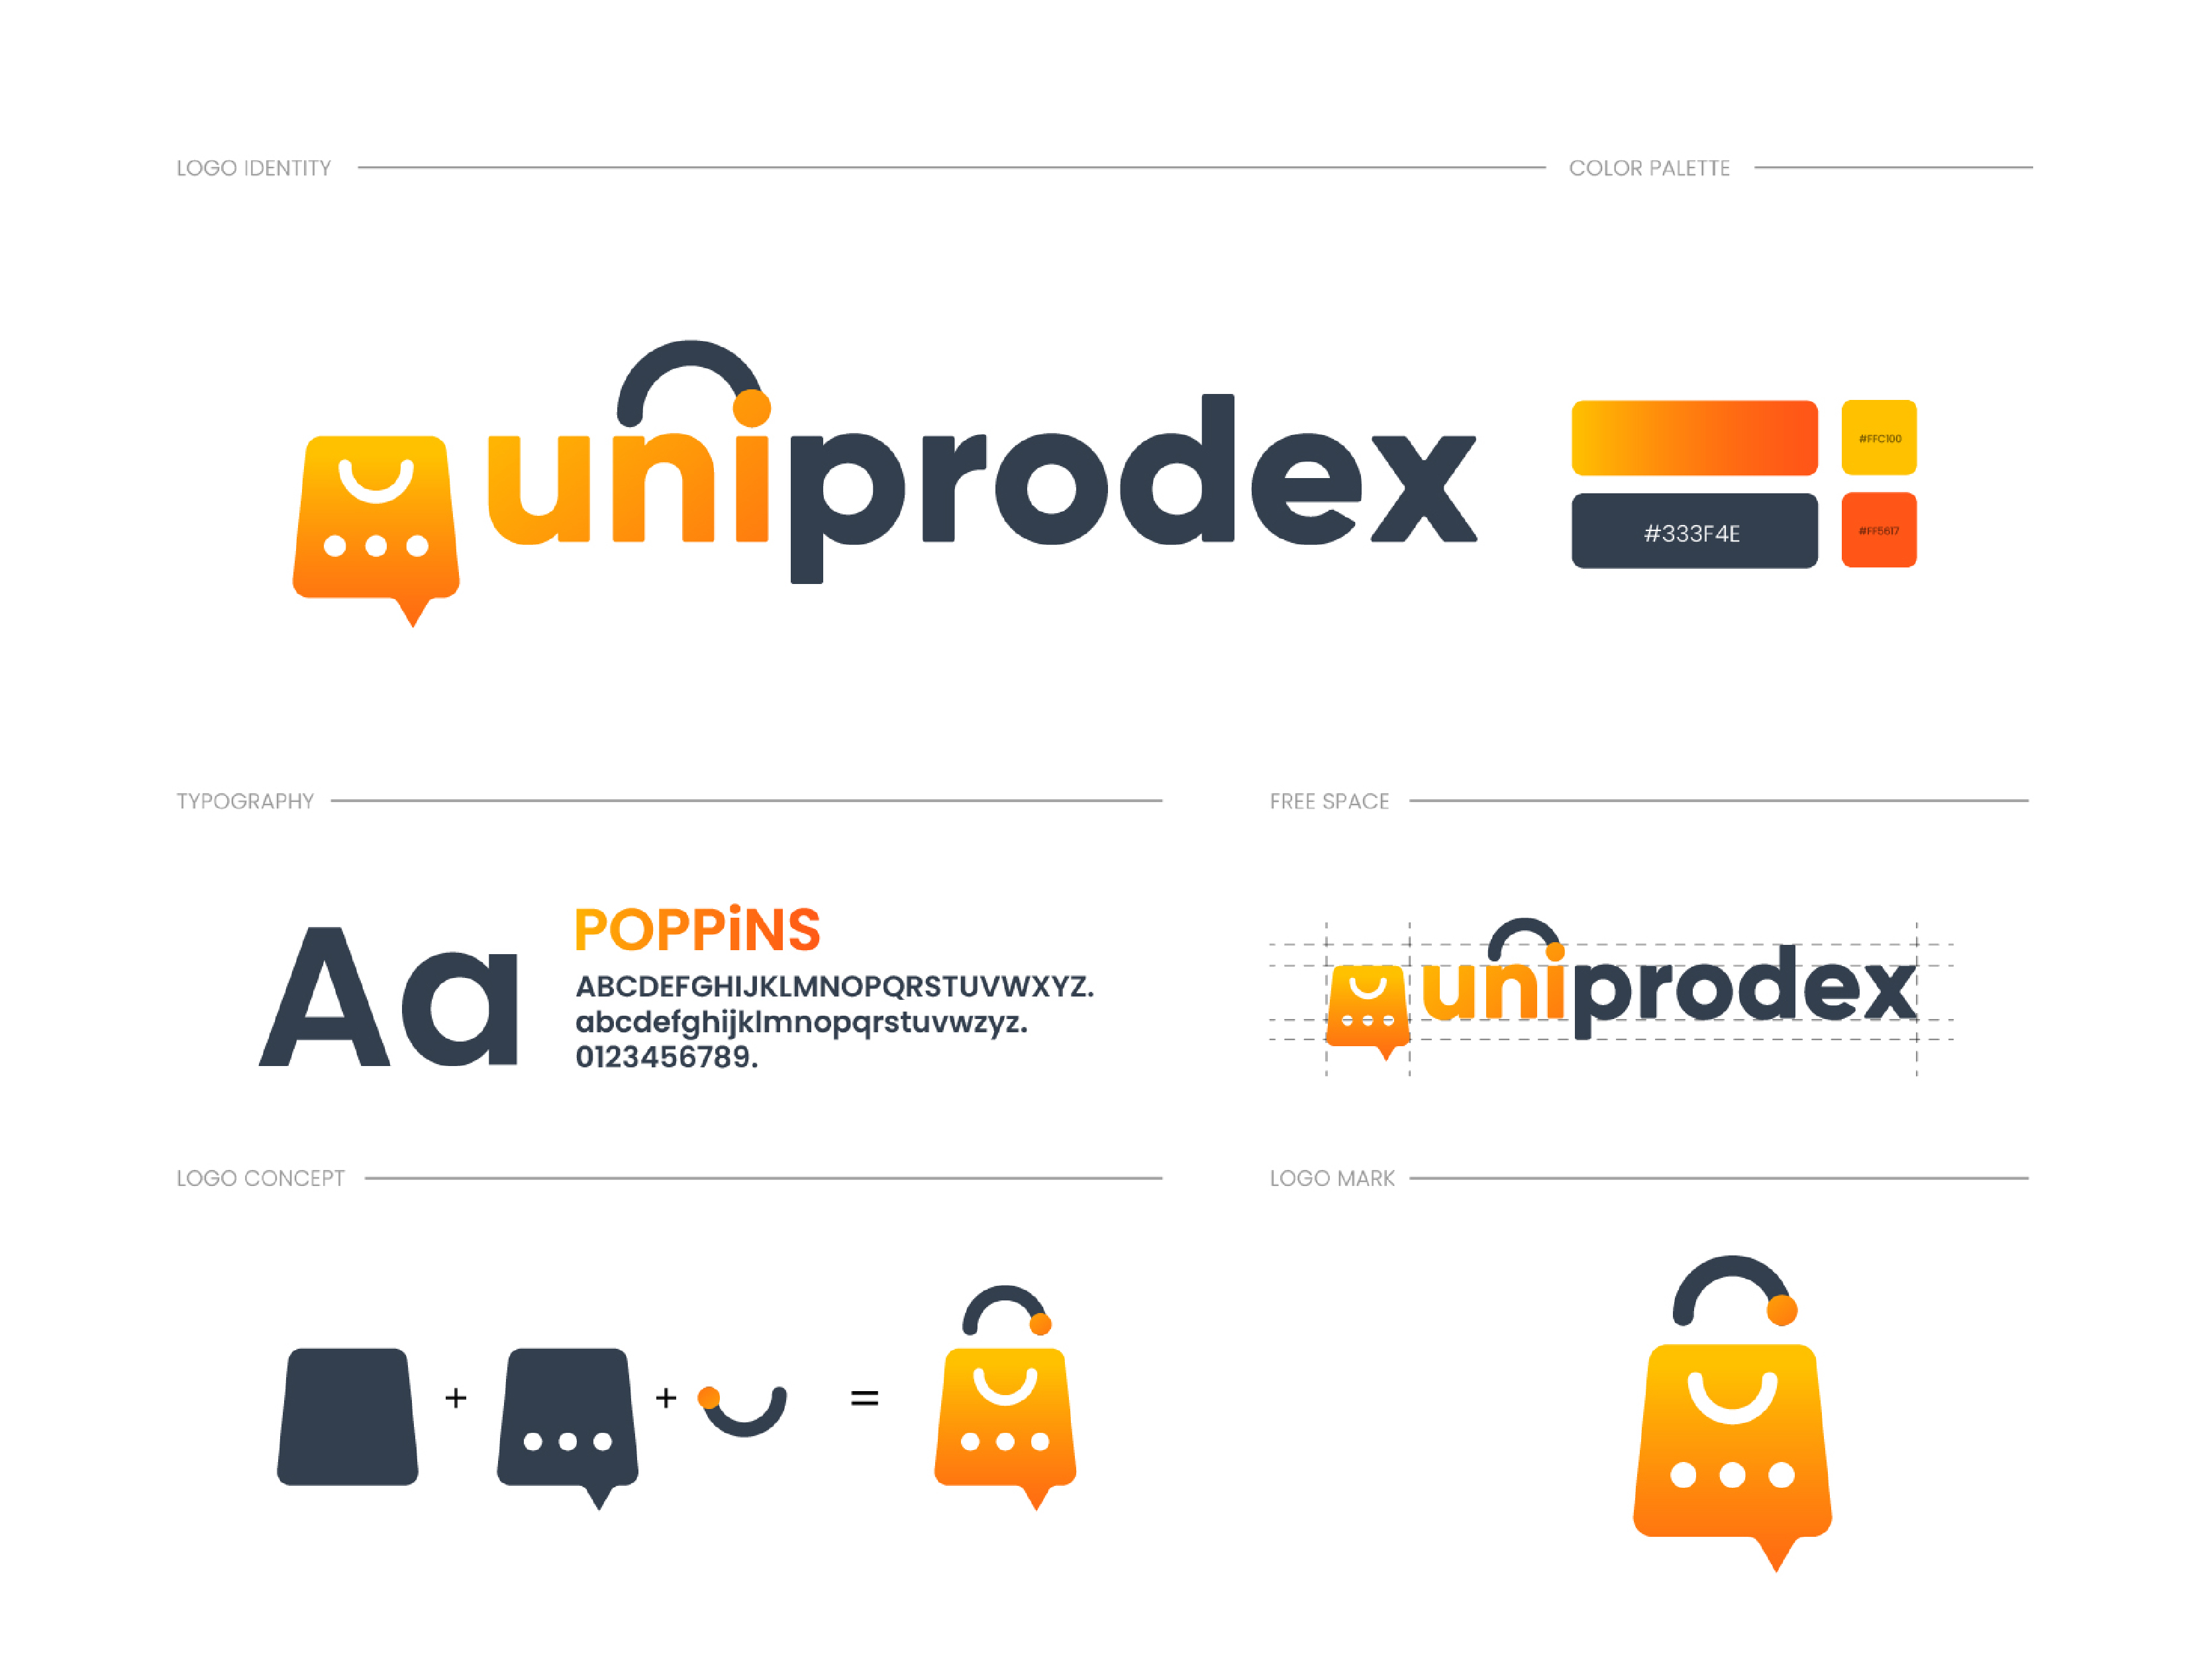 LOGO IDENTITY
COLOR PALETTE
uniprodex
#FFC100
#333F4E
#FF5617
TYPOGRAPHY
FREE SPACE
Aa
POPPiNS
ABCDEFGHIJKLMNOPQRSTUVWXYZ.
abcdefghijklmnopqrstuvwzyz.
0123456789.
uniprodex
LOGO CONCEPT
LOGO MARK
+ + =